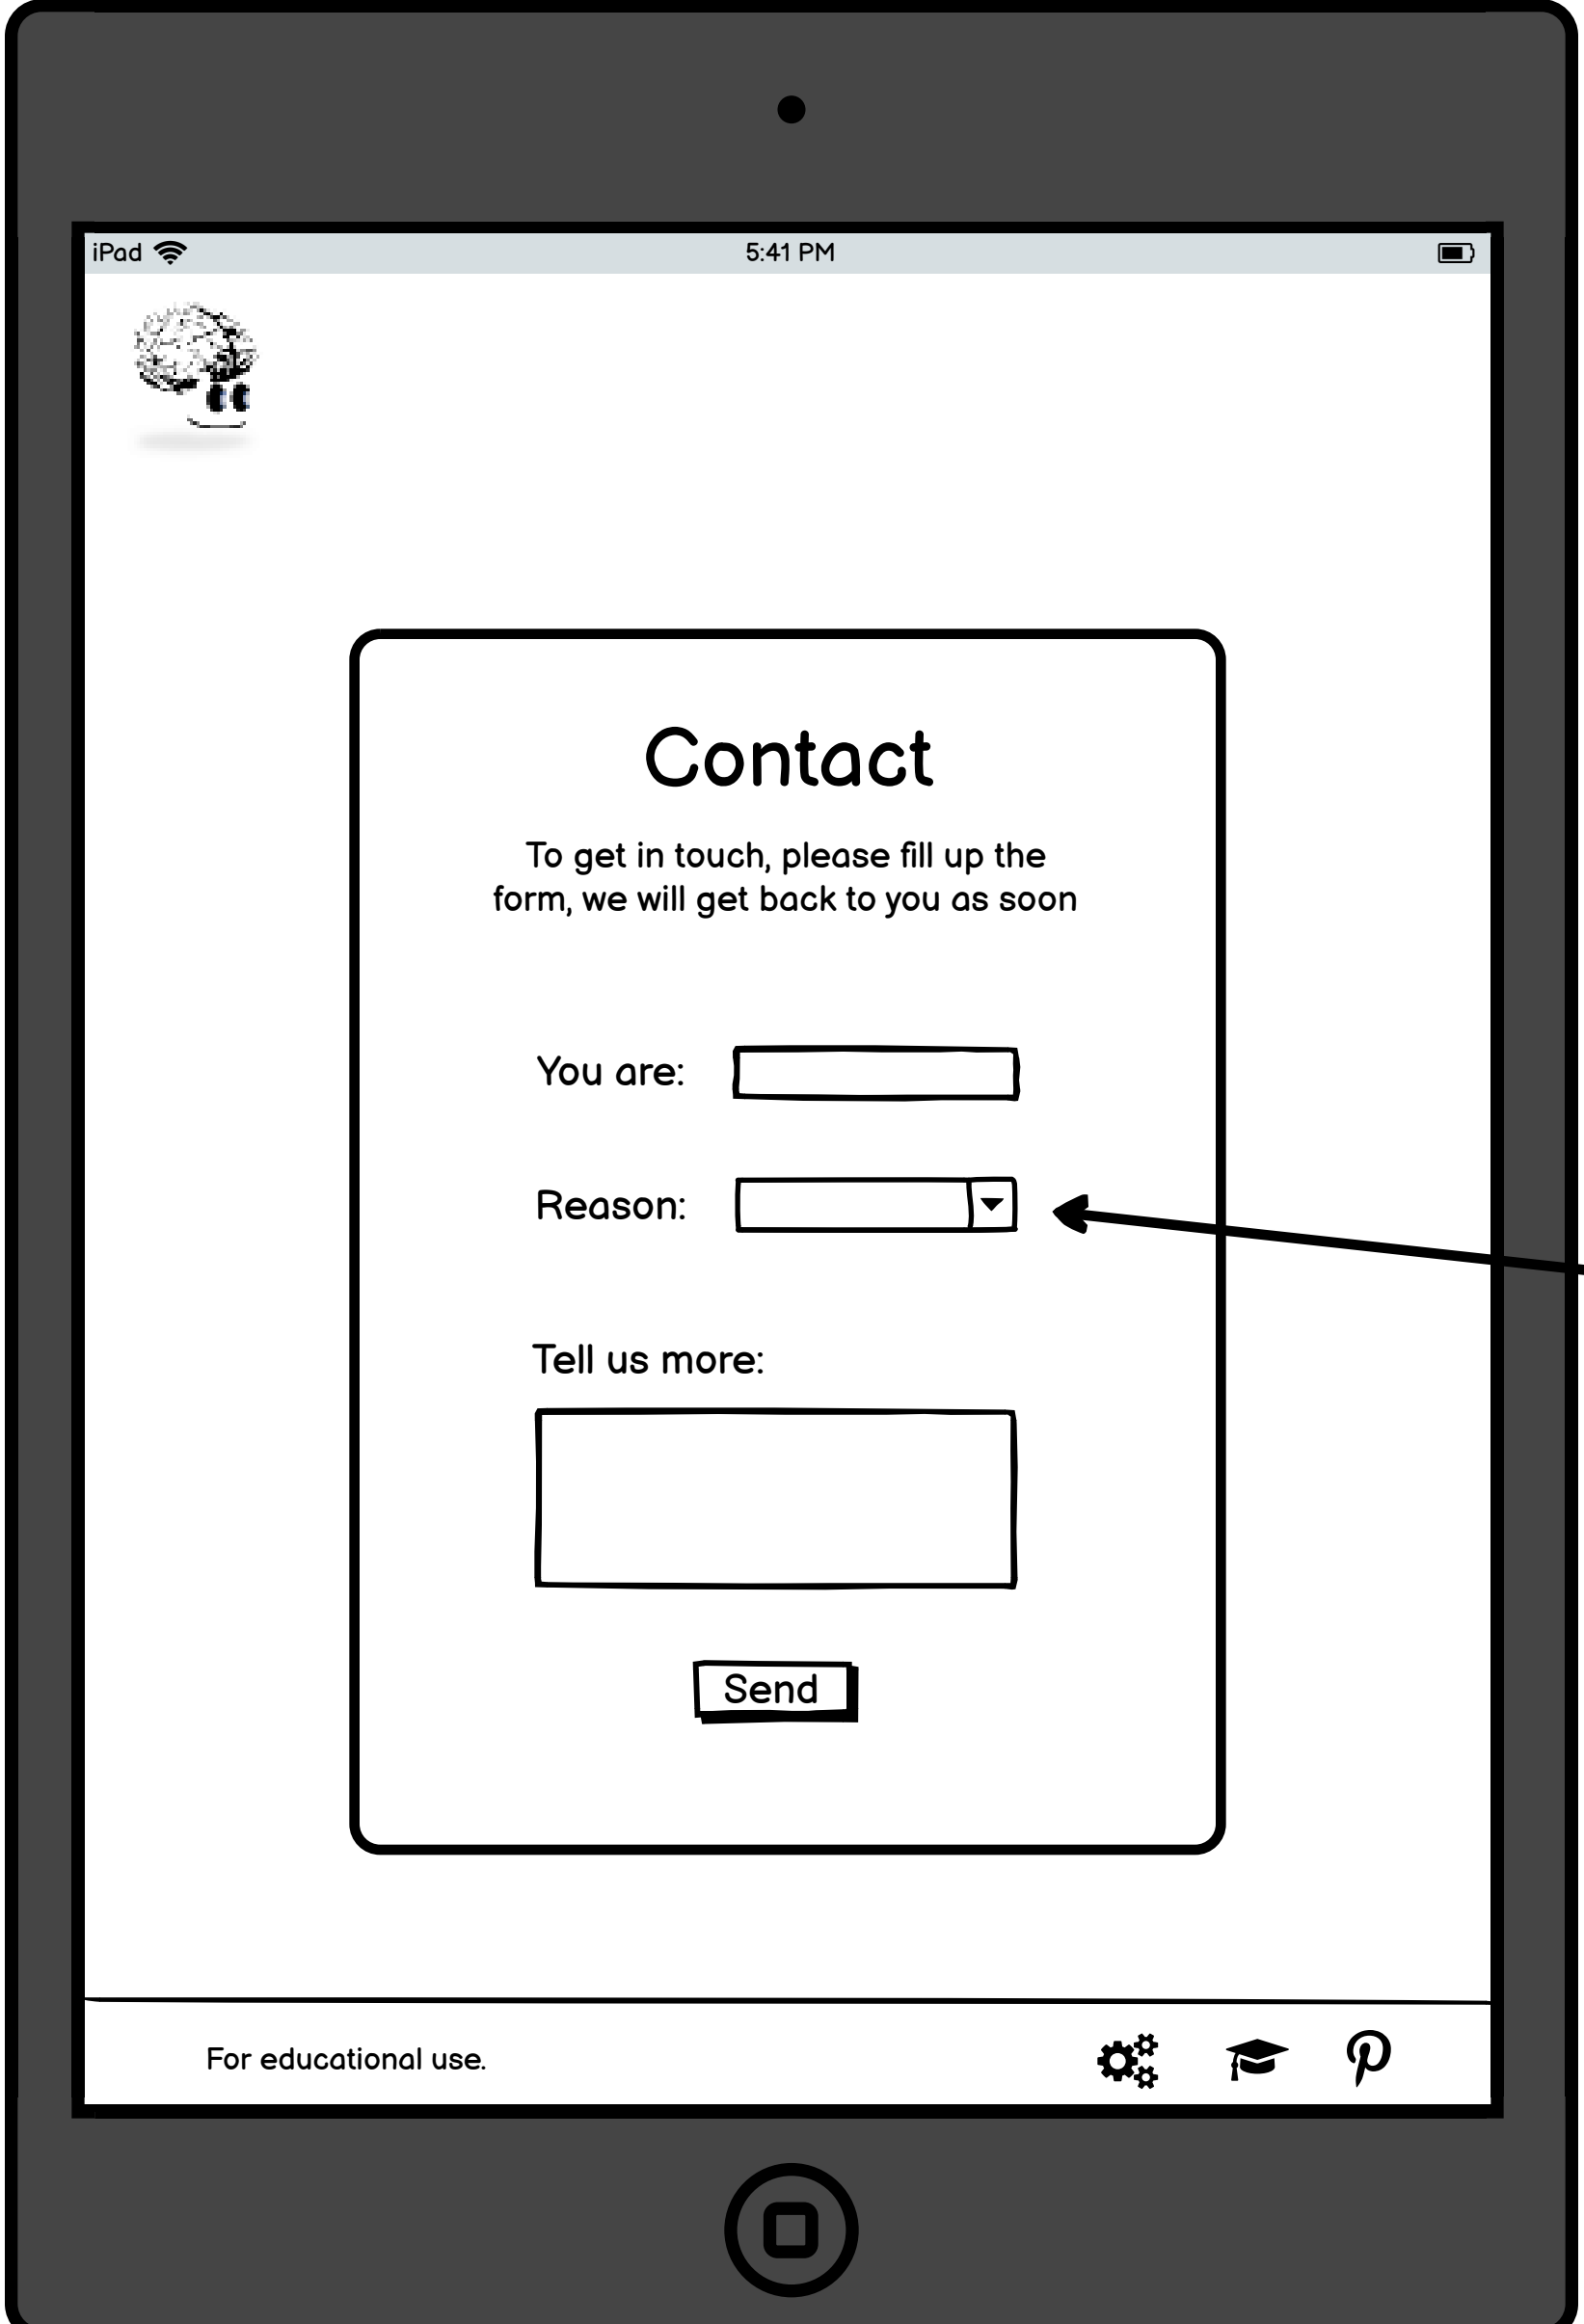 iPad
5:41 PM
Contact
To get in touch, please fill up the
form, we will get back to you as soon
You are:
Reason:
Tell us more:
Send
For educational use.